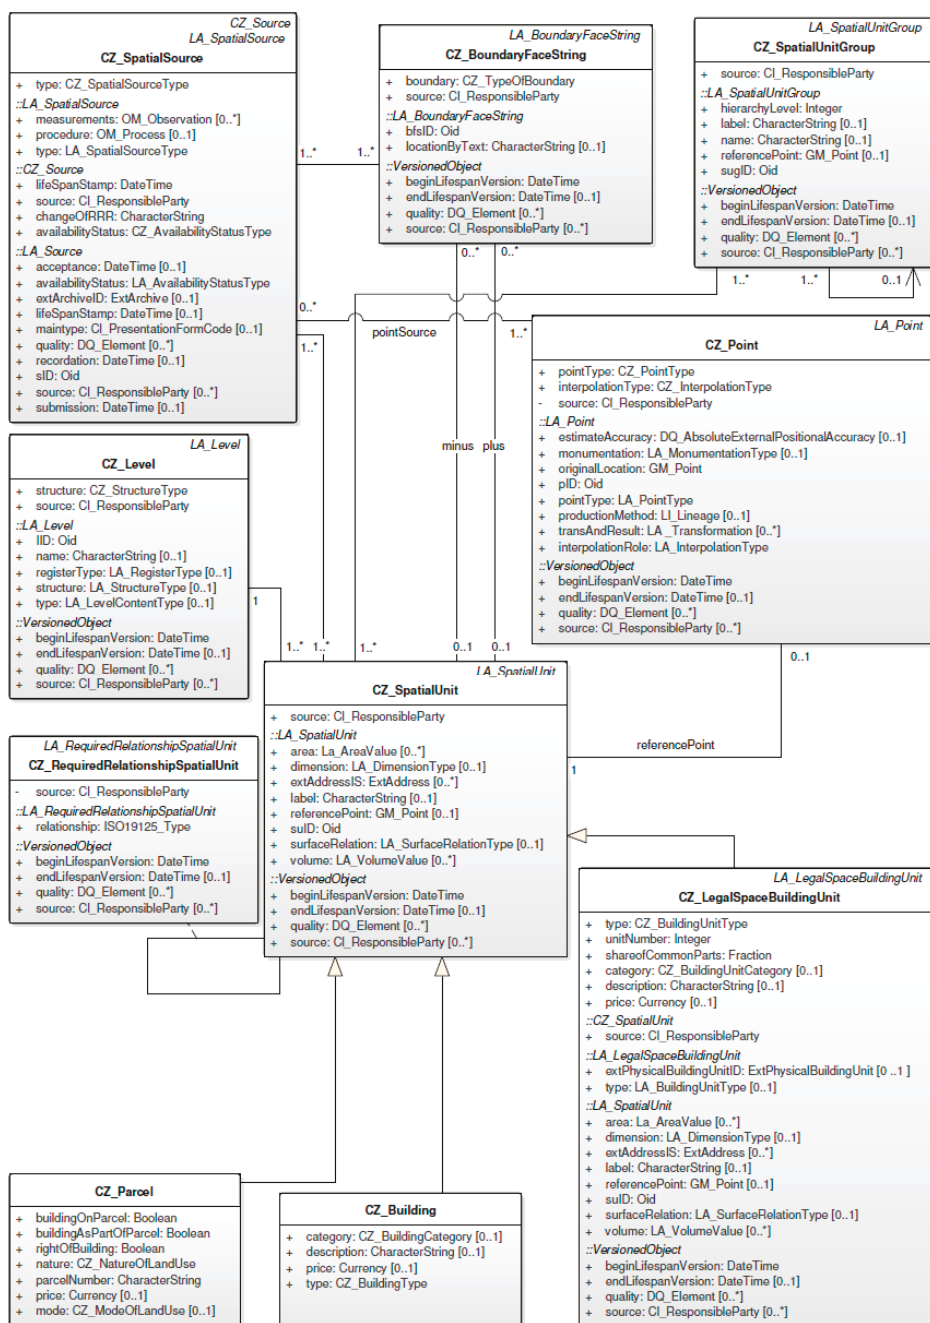 CZ_Source
LA_SpatialSource
CZ_SpatialSource
+ type: CZ_SpatialSourceType
::LA_SpatialSource
+ measurements: OM_Observation [0..*]
+ procedure: OM_Process [0..1]
+ type: LA_SpatialSourceType
::CZ_Source
+ lifeSpanStamp: DateTime
+ source: CI_ResponsibleParty
+ changeOfRRR: CharacterString
+ availabilityStatus: CZ_AvailabilityStatusType
::LA_Source
+ acceptance: DateTime [0..1]
+ availabilityStatus: LA_AvailabilityStatusType
+ extArchiveID: ExtArchive [0..1]
+ lifeSpanStamp: DateTime [0..1]
+ maintype: CI_PresentationFormCode [0..1]
+ quality: DQ_Element [0..*]
+ recordation: DateTime [0..1]
+ sID: Oid
+ source: CI_ResponsibleParty [0..*]
+ submission: DateTime [0..1]
LA_BoundaryFaceString
CZ_BoundaryFaceString
+ boundary: CZ_TypeOfBoundary
+ source: CI_ResponsibleParty
::LA_BoundaryFaceString
+ bfsID: Oid
+ locationByText: CharacterString [0..1]
::VersionedObject
+ beginLifespanVersion: DateTime
+ endLifespanVersion: DateTime [0..1]
+ quality: DQ_Element [0..*]
+ source: CI_ResponsibleParty [0..*]
LA_SpatialUnitGroup
CZ_SpatialUnitGroup
+ source: CI_ResponsibleParty
::LA_SpatialUnitGroup
+ hierarchyLevel: Integer
+ label: CharacterString [0..1]
+ name: CharacterString [0..1]
+ referencePoint: GM_Point [0..1]
+ sugID: Oid
::VersionedObject
+ beginLifespanVersion: DateTime
+ endLifespanVersion: DateTime [0..1]
+ quality: DQ_Element [0..*]
+ source: CI_ResponsibleParty [0..*]
1..* 1..*
0..* 0..*
1..* 1..* 0..1
0..*
pointSource 1..*
1..*
LA_Point
CZ_Point
+ pointType: CZ_PointType
+ interpolationType: CZ_InterpolationType
- source: CI_ResponsibleParty
::LA_Point
+ estimateAccuracy: DQ_AbsoluteExternalPositionalAccuracy [0..1]
+ monumentation: LA_MonumentationType [0..1]
+ originalLocation: GM_Point
+ pID: Oid
+ pointType: LA_PointType
+ productionMethod: LI_Lineage [0..1]
+ transAndResult: LA _Transformation [0..*]
+ interpolationRole: LA_InterpolationType
::VersionedObject
+ beginLifespanVersion: DateTime
+ endLifespanVersion: DateTime [0..1]
+ quality: DQ_Element [0..*]
+ source: CI_ResponsibleParty [0..*]
minus plus
LA_Level
CZ_Level
+ structure: CZ_StructureType
+ source: CI_ResponsibleParty
::LA_Level
+ lID: Oid
+ name: CharacterString [0..1]
+ registerType: LA_RegisterType [0..1]
+ structure: LA_StructureType [0..1]
+ type: LA_LevelContentType [0..1]
::VersionedObject
+ beginLifespanVersion: DateTime
+ endLifespanVersion: DateTime [0..1]
+ quality: DQ_Element [0..*]
+ source: CI_ResponsibleParty [0..*]
1
1..* 1..* 1..* 0..1 0..1
0..1
LA_SpatialUnit
CZ_SpatialUnit
+ source: CI_ResponsibleParty
::LA_SpatialUnit
+ area: La_AreaValue [0..*]
+ dimension: LA_DimensionType [0..1]
+ extAddressIS: ExtAddress [0..*]
+ label: CharacterString [0..1]
+ referencePoint: GM_Point [0..1]
+ suID: Oid
+ surfaceRelation: LA_SurfaceRelationType [0..1]
+ volume: LA_VolumeValue [0..*]
::VersionedObject
+ beginLifespanVersion: DateTime
+ endLifespanVersion: DateTime [0..1]
+ quality: DQ_Element [0..*]
+ source: CI_ResponsibleParty [0..*]
referencePoint
1
LA_RequiredRelationshipSpatialUnit
CZ_RequiredRelationshipSpatialUnit
- source: CI_ResponsibleParty
::LA_RequiredRelationshipSpatialUnit
+ relationship: ISO19125_Type
::VersionedObject
+ beginLifespanVersion: DateTime
+ endLifespanVersion: DateTime [0..1]
+ quality: DQ_Element [0..*]
+ source: CI_ResponsibleParty [0..*]
LA_LegalSpaceBuildingUnit
CZ_LegalSpaceBuildingUnit
+ type: CZ_BuildingUnitType
+ unitNumber: Integer
+ shareofCommonParts: Fraction
+ category: CZ_BuildingUnitCategory [0..1]
+ description: CharacterString [0..1]
+ price: Currency [0..1]
::CZ_SpatialUnit
+ source: CI_ResponsibleParty
::LA_LegalSpaceBuildingUnit
+ extPhysicalBuildingUnitID: ExtPhysicalBuildingUnit [0 ..1 ]
+ type: LA_BuildingUnitType [0..1]
::LA_SpatialUnit
+ area: La_AreaValue [0..*]
+ dimension: LA_DimensionType [0..1]
+ extAddressIS: ExtAddress [0..*]
+ label: CharacterString [0..1]
+ referencePoint: GM_Point [0..1]
+ suID: Oid
+ surfaceRelation: LA_SurfaceRelationType [0..1]
+ volume: LA_VolumeValue [0..*]
::VersionedObject
+ beginLifespanVersion: DateTime
+ endLifespanVersion: DateTime [0..1]
+ quality: DQ_Element [0..*]
+ source: CI_ResponsibleParty [0..*]
CZ_Parcel
+ buildingOnParcel: Boolean
+ buildingAsPartOfParcel: Boolean
+ rightOfBuilding: Boolean
+ nature: CZ_NatureOfLandUse
+ parcelNumber: CharacterString
+ price: Currency [0..1]
+ mode: CZ_ModeOfLandUse [0..1]
CZ_Building
+ category: CZ_BuildingCategory [0..1]
+ description: CharacterString [0..1]
+ price: Currency [0..1]
+ type: CZ_BuildingType